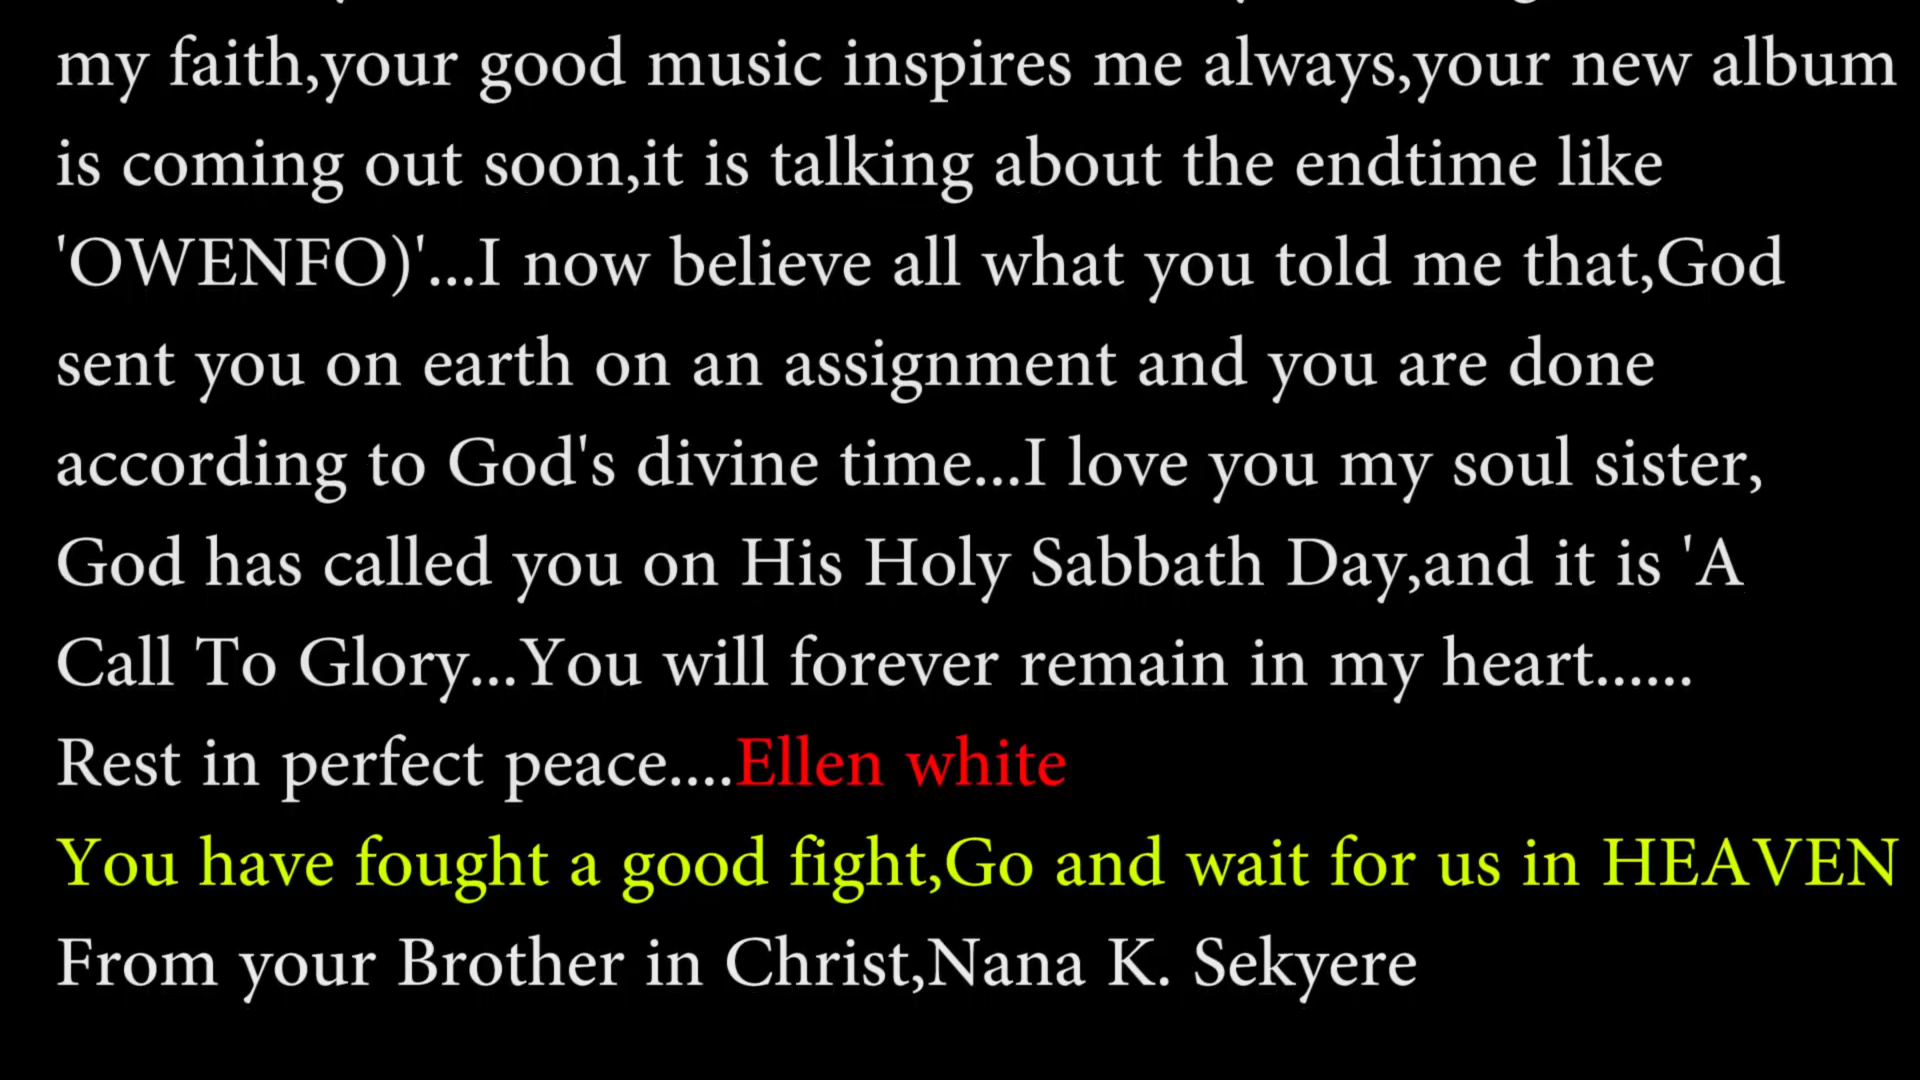 my faith,your good music inspires me always,your new album
is coming out soon,it is talking about the endtime like
'OWENFO)'...I now believe all what you told me that,God
sent you on earth on an assignment and you are done
according to God's divine time...I love you my soul sister,
God has called you on His Holy Sabbath Day,and it is 'A
Call To Glory...You will forever remain in my heart......
Rest in perfect peace....Ellen white
You have fought a good fight,Go and wait for us in HEAVEN
From your Brother in Christ,Nana K. Sekyere